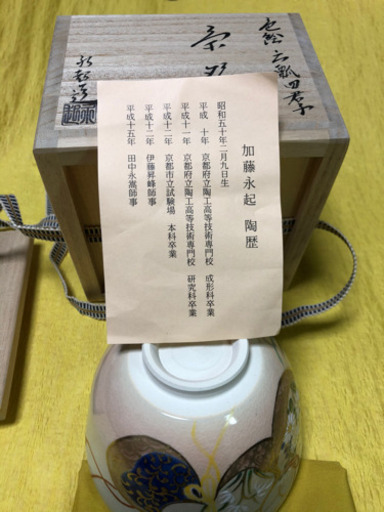 加藤永起 陶歴
昭和五十年二月九日生
平成 十年 京都府立陶工高等技術専門校 成形科卒業
平成十一年 京都府立陶工高等技術専門校 研究科卒業
平成十二年 京都市立試験場 本科卒業
平成十二年 伊藤昇峰師事
平成十五年 田中永嵩師事
色絵
茶